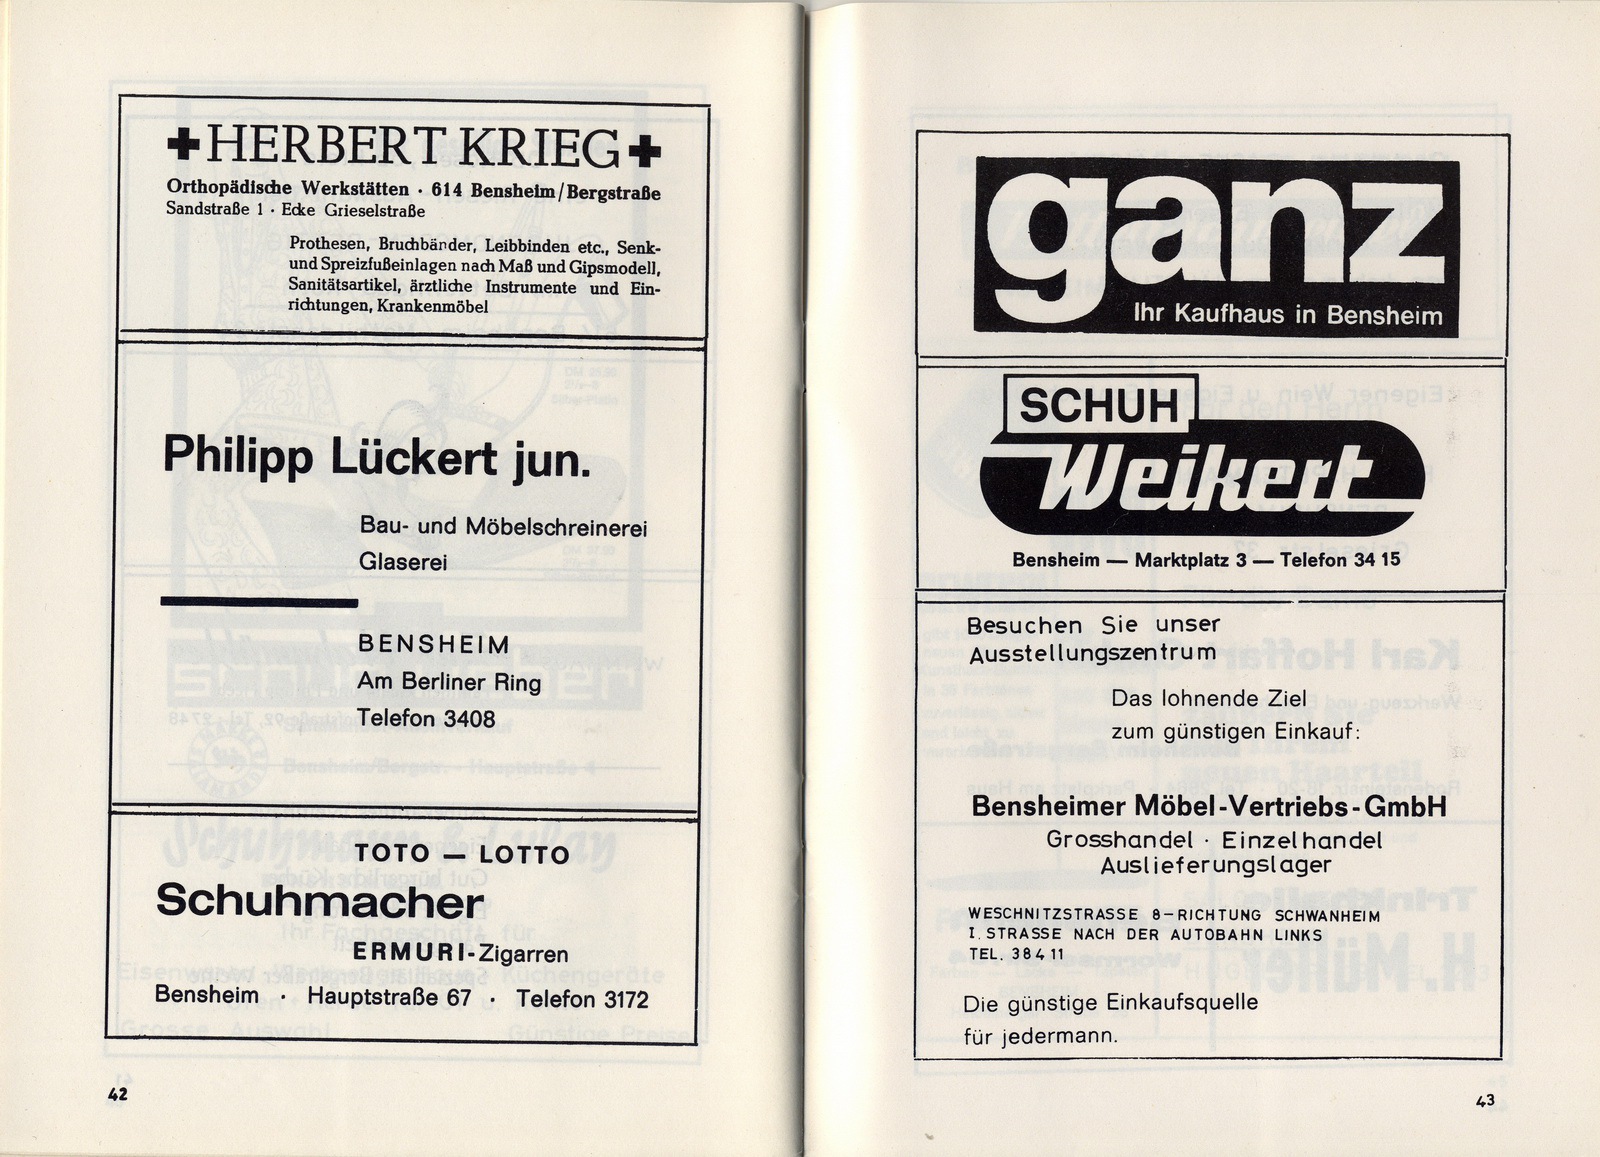 HERBERT KRIEG
Orthopädische Werkstätten · 614 Bensheim/Bergstraße
Sandstraße 1 · Ecke Grieselstraße
Prothesen, Bruchbänder, Leibbinden etc., Senk-
und Spreizfußeinlagen nach Maß und Gipsmodell,
Sanitätsartikel, ärztliche Instrumente und Ein-
richtungen, Krankenmöbel
Philipp Lückert jun.
Bau- und Möbelschreinerei
Glaserei
BENSHEIM
Am Berliner Ring
Telefon 3408
TOTO — LOTTO
Schuhmacher
ERMURI-Zigarren
Bensheim · Hauptstraße 67 · Telefon 3172
42
ganz
Ihr Kaufhaus in Bensheim
SCHUH
Weikert
Bensheim — Marktplatz 3 — Telefon 34 15
Besuchen Sie unser
Ausstellungszentrum
Das lohnende Ziel
zum günstigen Einkauf:
Bensheimer Möbel-Vertriebs-GmbH
Grosshandel · Einzelhandel
Auslieferungslager
WESCHNITZSTRASSE 8–RICHTUNG SCHWANHEIM
I. STRASSE NACH DER AUTOBAHN LINKS
TEL. 38411
Die günstige Einkaufsquelle
für jedermann.
43